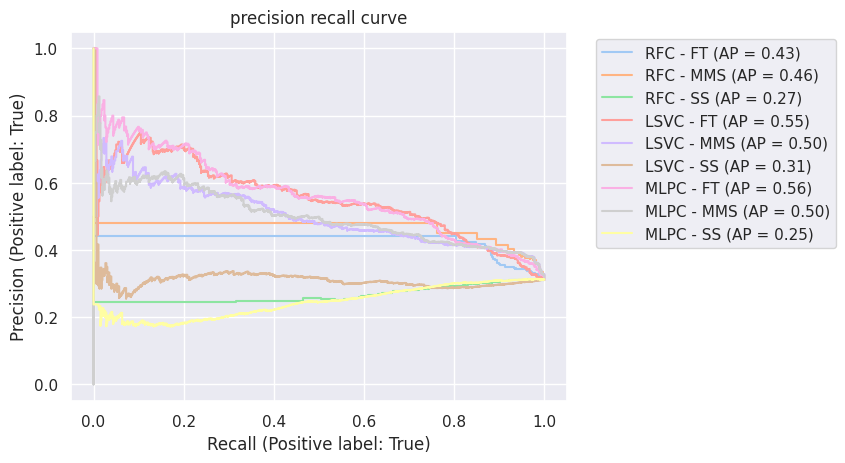 precision recall curve
Precision (Positive label: True)
1.0
0.8
0.6
0.4
0.2
0.0
0.0 0.2 0.4 0.6 0.8 1.0
Recall (Positive label: True)
RFC - FT (AP = 0.43)
RFC - MMS (AP = 0.46)
RFC - SS (AP = 0.27)
LSVC - FT (AP = 0.55)
LSVC - MMS (AP = 0.50)
LSVC - SS (AP = 0.31)
MLPC - FT (AP = 0.56)
MLPC - MMS (AP = 0.50)
MLPC - SS (AP = 0.25)